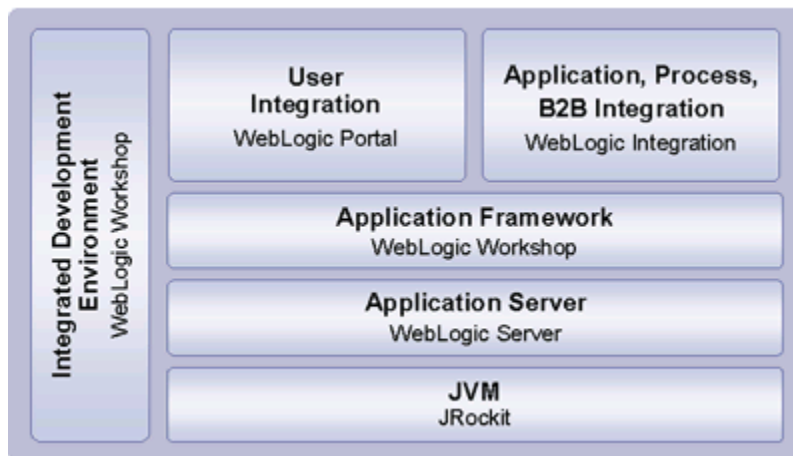 Integrated Development
Environment
WebLogic Workshop
User
Integration
WebLogic Portal
Application, Process,
B2B Integration
WebLogic Integration
Application Framework
WebLogic Workshop
Application Server
WebLogic Server
JVM
JRockit